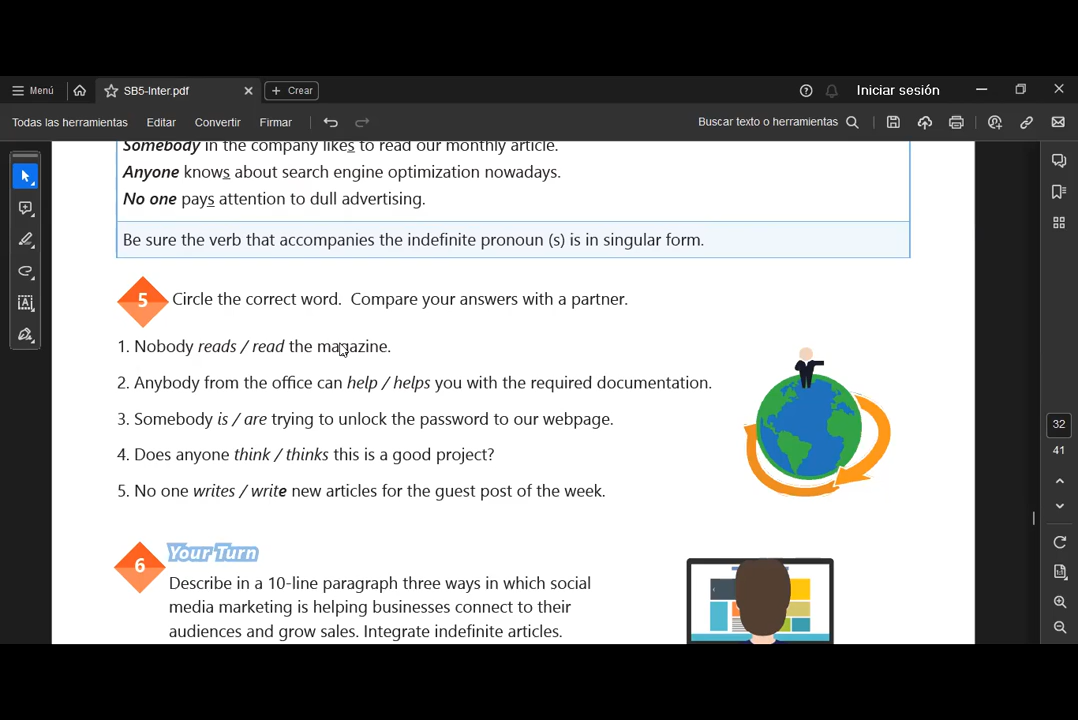 Menú
SB5-Inter.pdf
Crear
Iniciar sesión
Todas las herramientas
Editar
Convertir
Firmar
Buscar texto o herramientas
Somebody in the company likes to read our monthly article.
Anyone knows about search engine optimization nowadays.
No one pays attention to dull advertising.
Be sure the verb that accompanies the indefinite pronoun (s) is in singular form.
5 Circle the correct word. Compare your answers with a partner.
1. Nobody reads / read the magazine.
2. Anybody from the office can help / helps you with the required documentation.
3. Somebody is / are trying to unlock the password to our webpage.
4. Does anyone think / thinks this is a good project?
5. No one writes / write new articles for the guest post of the week.
6 Your Turn
Describe in a 10-line paragraph three ways in which social
media marketing is helping businesses connect to their
audiences and grow sales. Integrate indefinite articles.
32
41